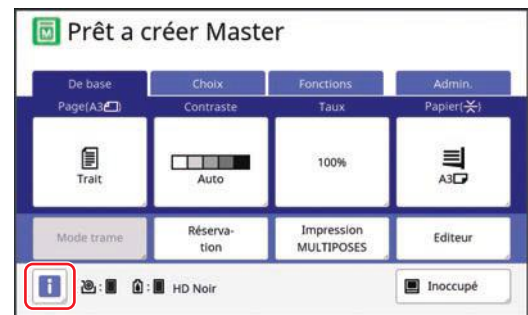 Prêt a créer Master
De base Choix Fonctions Admin.
Page(A3) Contraste Taux Papier()
Trait Auto 100% A3
Mode trame Réserva-
tion Impression
MULTIPOSES Editeur
i : : HD Noir Inoccupé